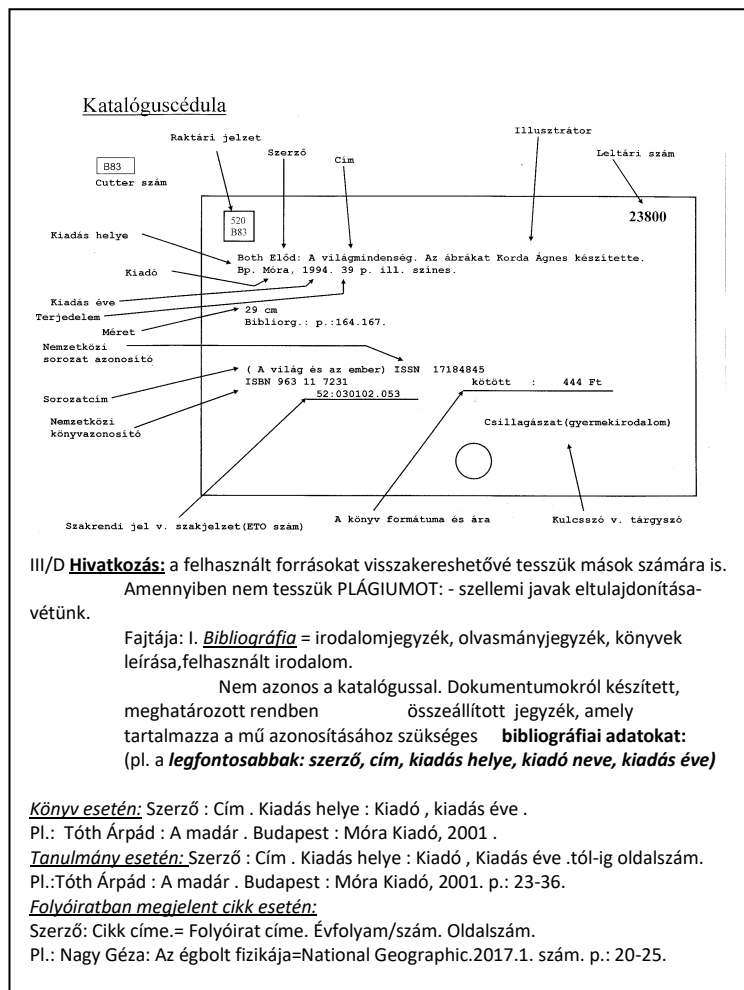 Katalóguscédula
Raktári jelzet
Szerző
Cím
Illusztrátor
Leltári szám
B83
Cutter szám
520
B83
23800
Kiadás helye
Both Előd: A világmindenség. Az ábrákat Korda Ágnes készítette.
Kiadó
Bp. Móra, 1994. 39 p. ill. szines.
Kiadás éve
Terjedelem
29 cm
Méret
Bibliorg.: p.:164.167.
Nemzetközi
sorozat azonosító
( A világ és az ember) ISSN 17184845
ISBN 963 11 7231
kötött : 444 Ft
Sorozatcím
52:030102.053
Nemzetközi
könyvazonosító
Csillagászat(gyermekirodalom)
Szakrendi jel v. szakjelzet(ETO szám)
A könyv formátuma és ára
Kulcsszó v. tárgyszó
III/D Hivatkozás: a felhasznált forrásokat visszakereshetővé tesszük mások számára is.
Amennyiben nem tesszük PLÁGIUMOT: - szellemi javak eltulajdonítása-
vétünk.
Fajtája: I. Bibliográfia = irodalomjegyzék, olvasmányjegyzék, könyvek
leírása,felhasznált irodalom.
Nem azonos a katalógussal. Dokumentumokról készített,
meghatározott rendben összeállított jegyzék, amely
tartalmazza a mű azonosításához szükséges bibliográfiai adatokat:
(pl. a legfontosabbak: szerző, cím, kiadás helye, kiadó neve, kiadás éve)
Könyv esetén: Szerző : Cím . Kiadás helye : Kiadó , kiadás éve .
Pl.: Tóth Árpád : A madár . Budapest : Móra Kiadó, 2001 .
Tanulmány esetén: Szerző : Cím . Kiadás helye : Kiadó , Kiadás éve .tól-ig oldalszám.
Pl.:Tóth Árpád : A madár . Budapest : Móra Kiadó, 2001. p.: 23-36.
Folyóiratban megjelent cikk esetén:
Szerző: Cikk címe.= Folyóirat címe. Évfolyam/szám. Oldalszám.
Pl.: Nagy Géza: Az égbolt fizikája=National Geographic.2017.1. szám. p.: 20-25.